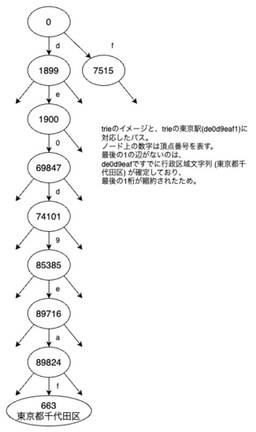 0
d
f
1899
7515
e
1900
0
69847
d
74101
9
85385
e
89716
a
89824
f
663
東京都千代田区
trieのイメージと、trieの東京駅(de0d9eaf1)に
対応したパス。
ノード上の数字は頂点番号を表す。
最後の1の辺がないのは、
de0d9eafですでに行政区域文字列 (東京都千
代田区) が確定しており、
最後の1桁が縮約されたため。